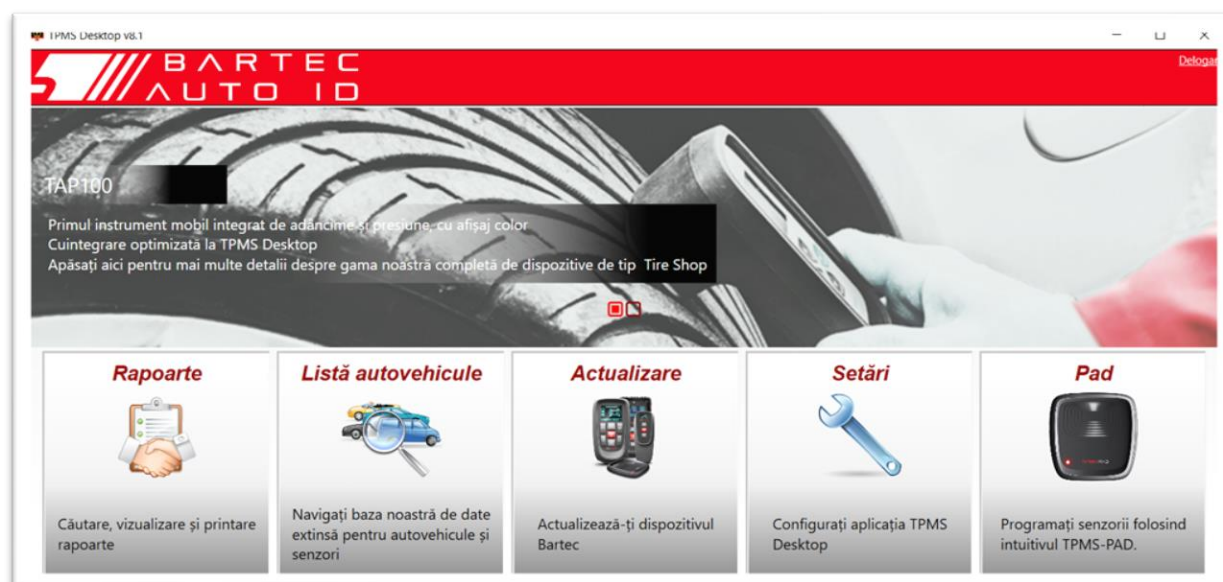 TPMS Desktop v8.1
BARTEC
AUTO ID
Delogar
TAP100
Primul instrument mobil integrat de adâncime și presiune, cu afișaj color
Cuintegrare optimizată la TPMS Desktop
Apăsați aici pentru mai multe detalii despre gama noastră completă de dispozitive de tip Tire Shop
Rapoarte
Căutare, vizualizare și printare
rapoarte
Listă autovehicule
Navigați baza noastră de date
extinsă pentru autovehicule și
senzori
Actualizare
Actualizează-ți dispozitivul
Bartec
Setări
Configurați aplicația TPMS
Desktop
Pad
Programați senzorii folosind
intuitivul TPMS-PAD.